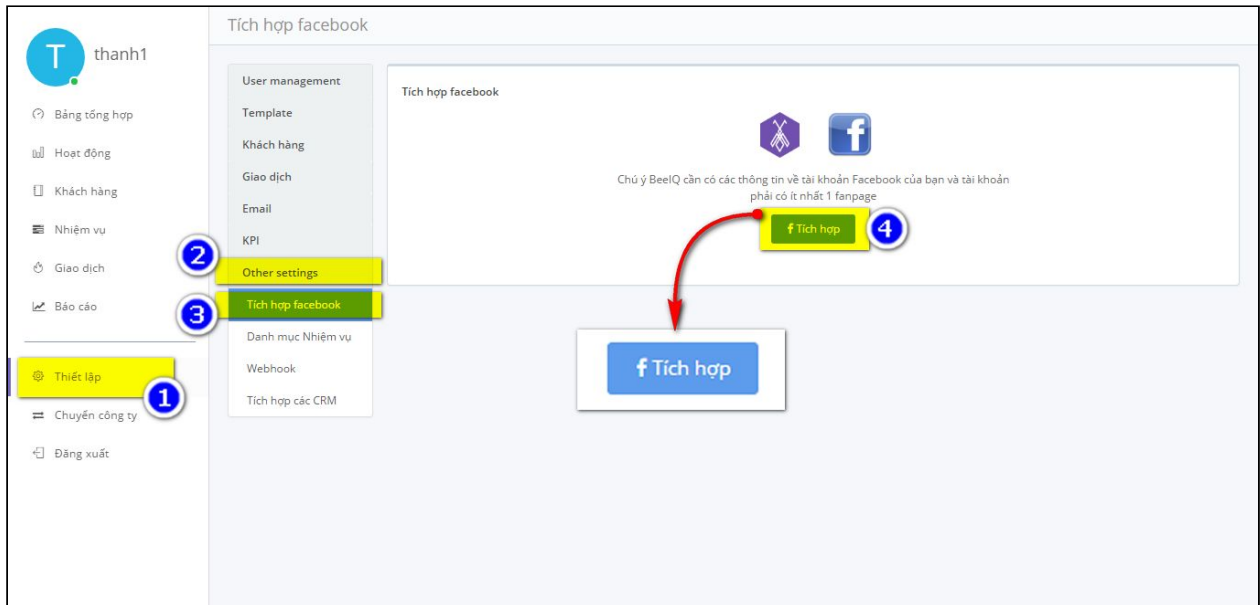 Tích hợp facebook
T
thanh1
Bảng tổng hợp
Hoạt động
Khách hàng
Nhiệm vụ
Giao dịch
Báo cáo
1
Thiết lập
Chuyển công ty
Đăng xuất
User management
Template
Khách hàng
Giao dịch
Email
KPI
2
Other settings
3
Tích hợp facebook
Danh mục Nhiệm vụ
Webhook
Tích hợp các CRM
Tích hợp facebook
f
Chú ý BeeIQ cần có các thông tin về tài khoản Facebook của bạn và tài khoản
phải có ít nhất 1 fanpage
f Tích hợp
4
f Tích hợp